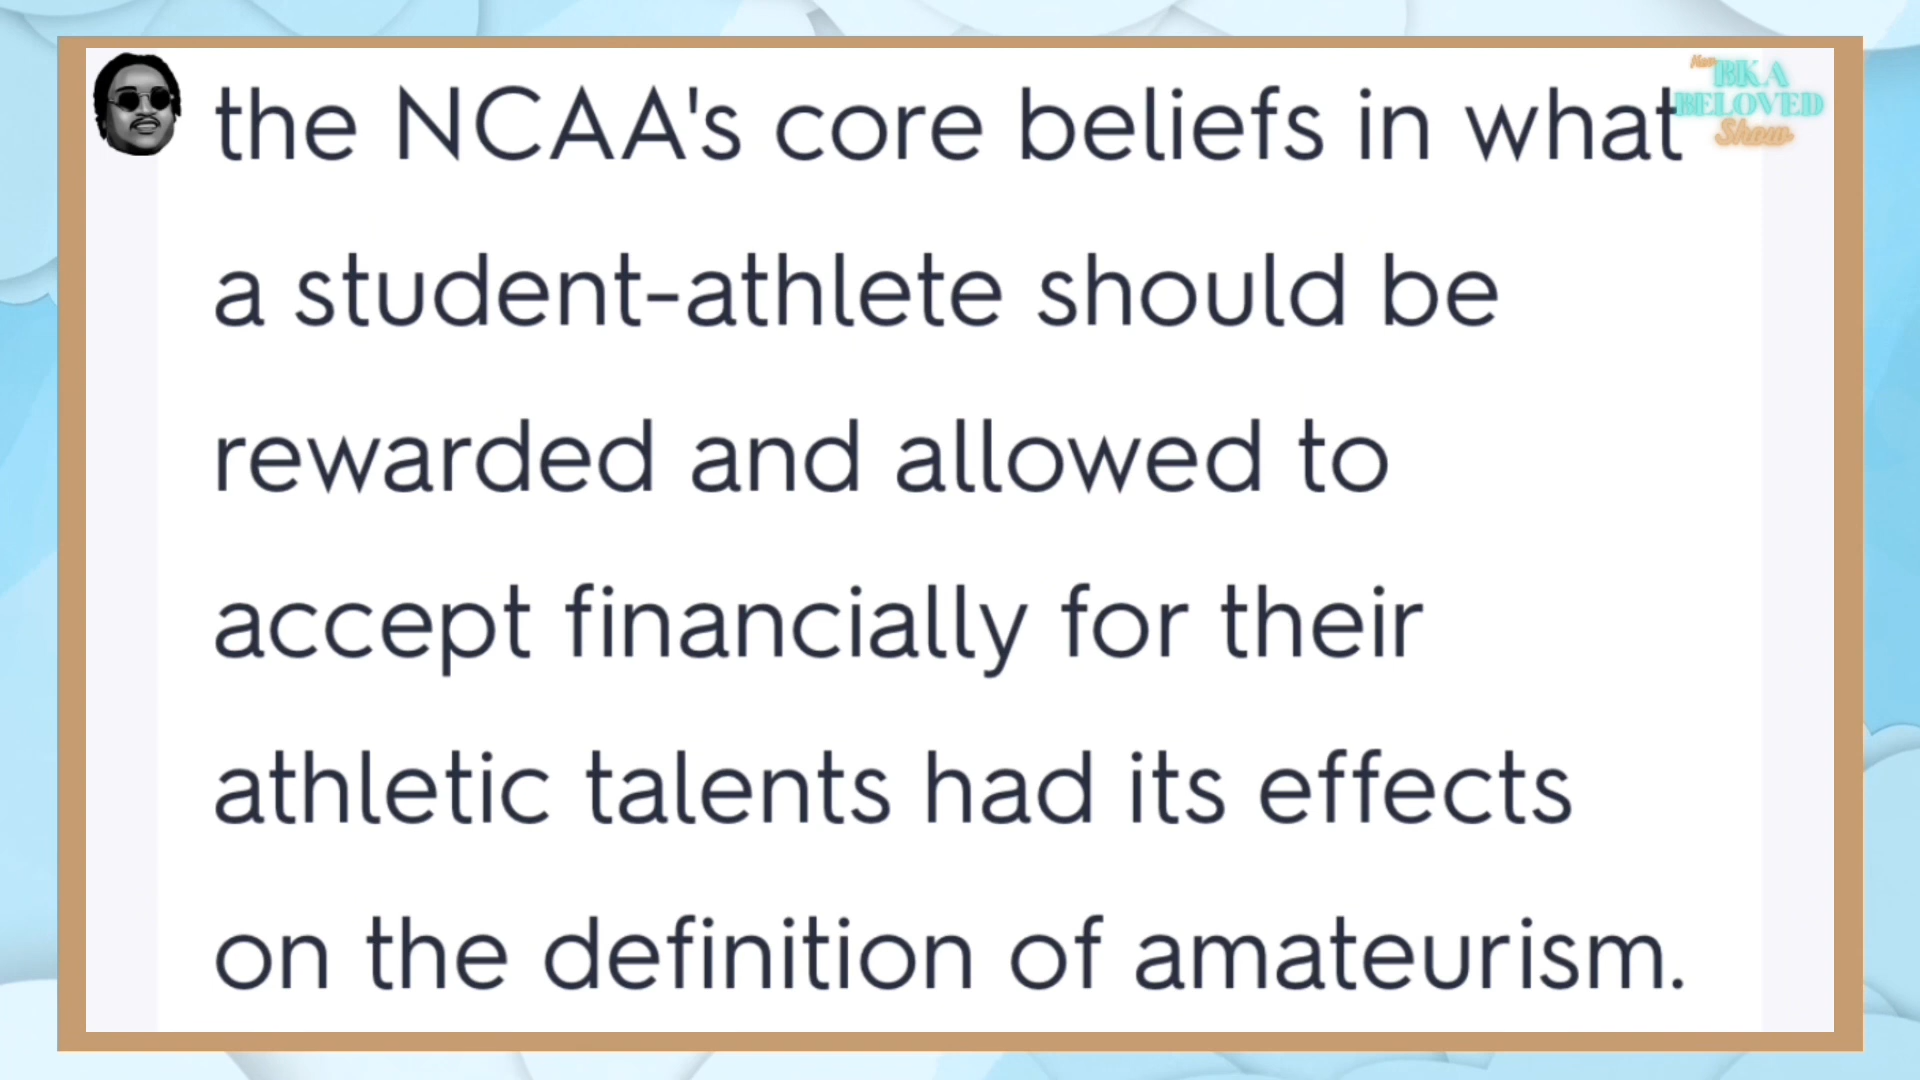 the NCAA's core beliefs in what
a student-athlete should be
rewarded and allowed to
accept financially for their
athletic talents had its effects
on the definition of amateurism.
BKA
BELOVED
Show